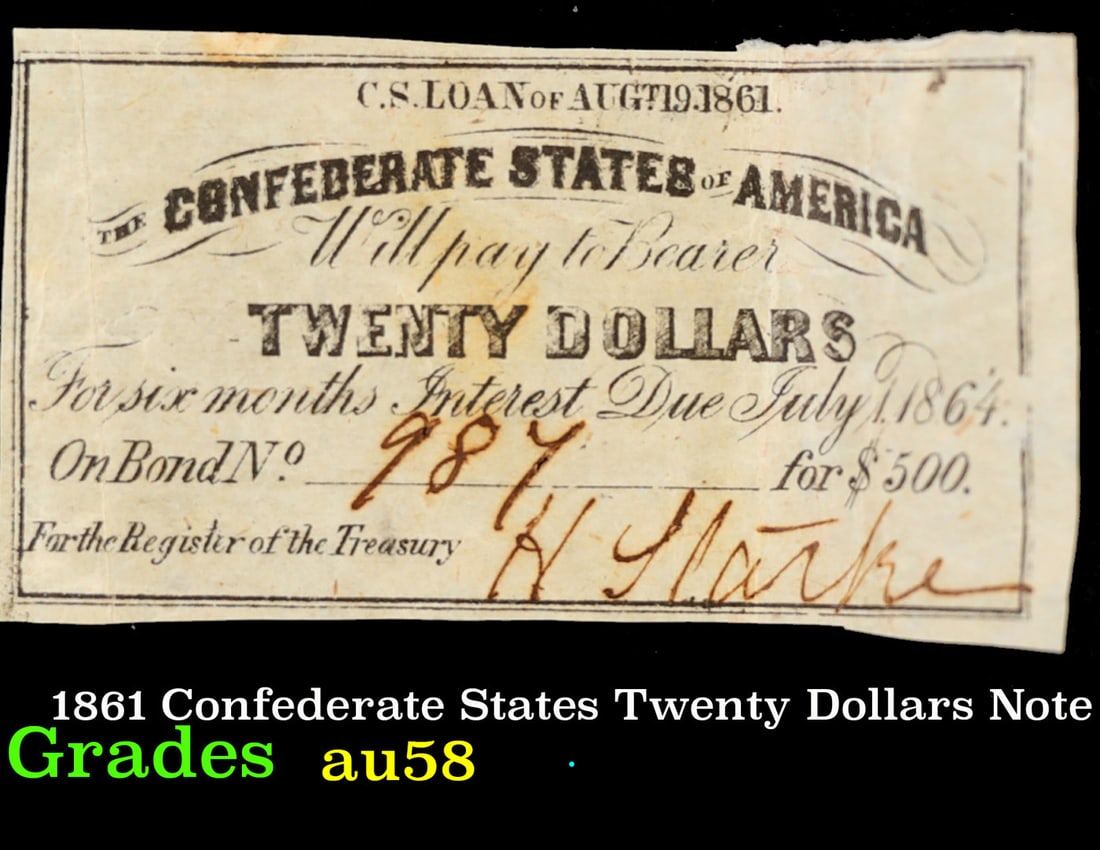 C.S. LOAN OF AUGT 19. 1861.
THE CONFEDERATE STATES OF AMERICA
Will pay to Bearer
TWENTY DOLLARS
For six months Interest Due July 1. 1864.
On Bond No. 987 for $500.
For the Register of the Treasury H Starke
1861 Confederate States Twenty Dollars Note
Grades au58